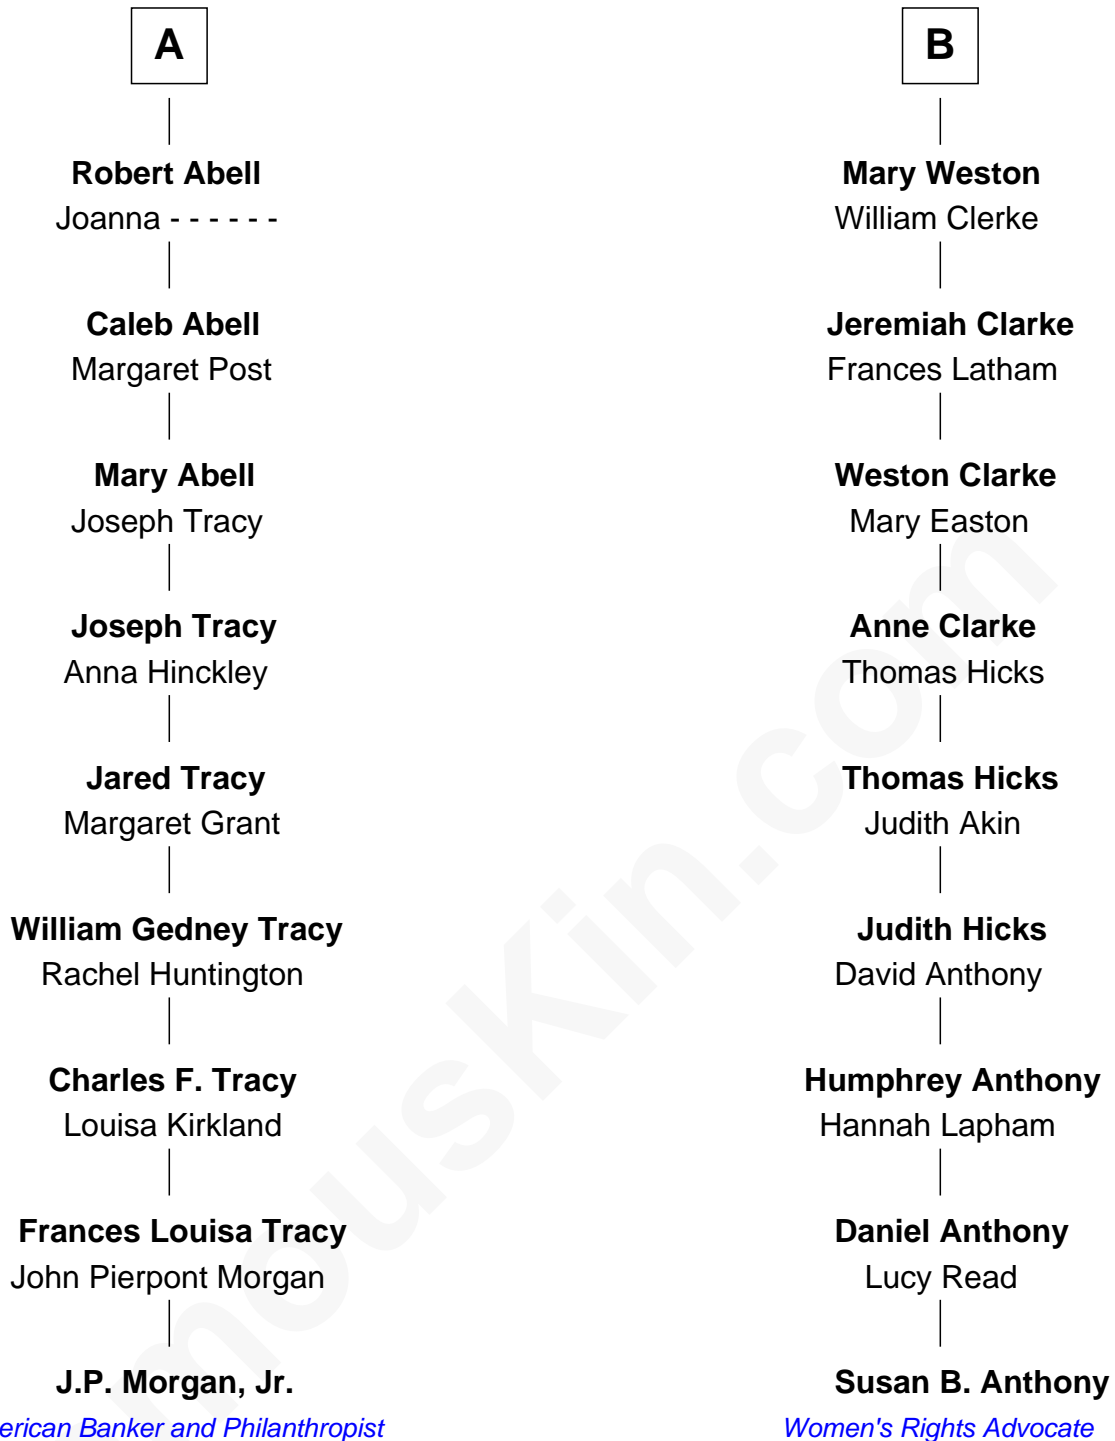 A
Robert Abell
Joanna - - - - - -
Caleb Abell
Margaret Post
Mary Abell
Joseph Tracy
Joseph Tracy
Anna Hinckley
Jared Tracy
Margaret Grant
William Gedney Tracy
Rachel Huntington
Charles F. Tracy
Louisa Kirkland
Frances Louisa Tracy
John Pierpont Morgan
J.P. Morgan, Jr.
erican Banker and Philanthropist
B
Mary Weston
William Clerke
Jeremiah Clarke
Frances Latham
Weston Clarke
Mary Easton
Anne Clarke
Thomas Hicks
Thomas Hicks
Judith Akin
Judith Hicks
David Anthony
Humphrey Anthony
Hannah Lapham
Daniel Anthony
Lucy Read
Susan B. Anthony
Women's Rights Advocate
mouskin.com